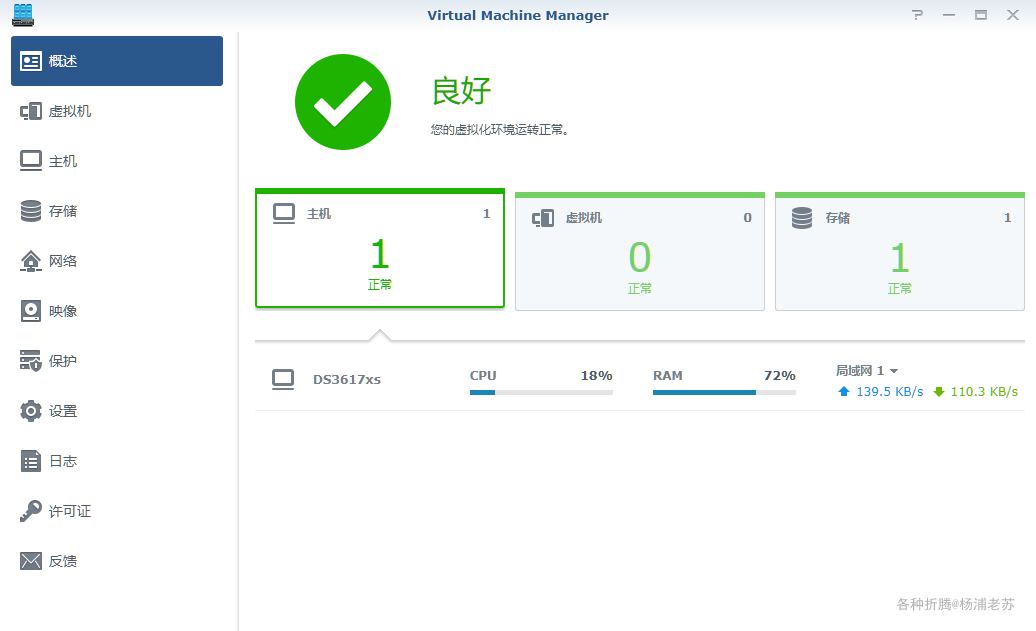 Virtual Machine Manager
概述
虚拟机
主机
存储
网络
映像
保护
设置
日志
许可证
反馈
良好
您的虚拟化环境运转正常。
主机 1
1
正常
虚拟机 0
0
正常
存储 1
1
正常
DS3617xs
CPU 18%
RAM 72%
局域网 1
139.5 KB/s 110.3 KB/s
各种折腾@杨浦老苏